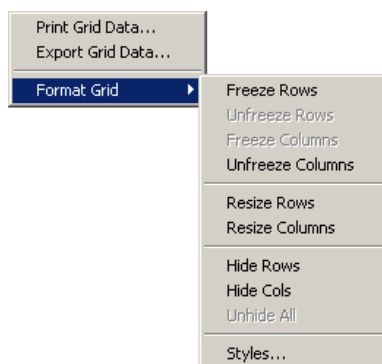 Print Grid Data...
Export Grid Data...
Format Grid
Freeze Rows
Unfreeze Rows
Freeze Columns
Unfreeze Columns
Resize Rows
Resize Columns
Hide Rows
Hide Cols
Unhide All
Styles...